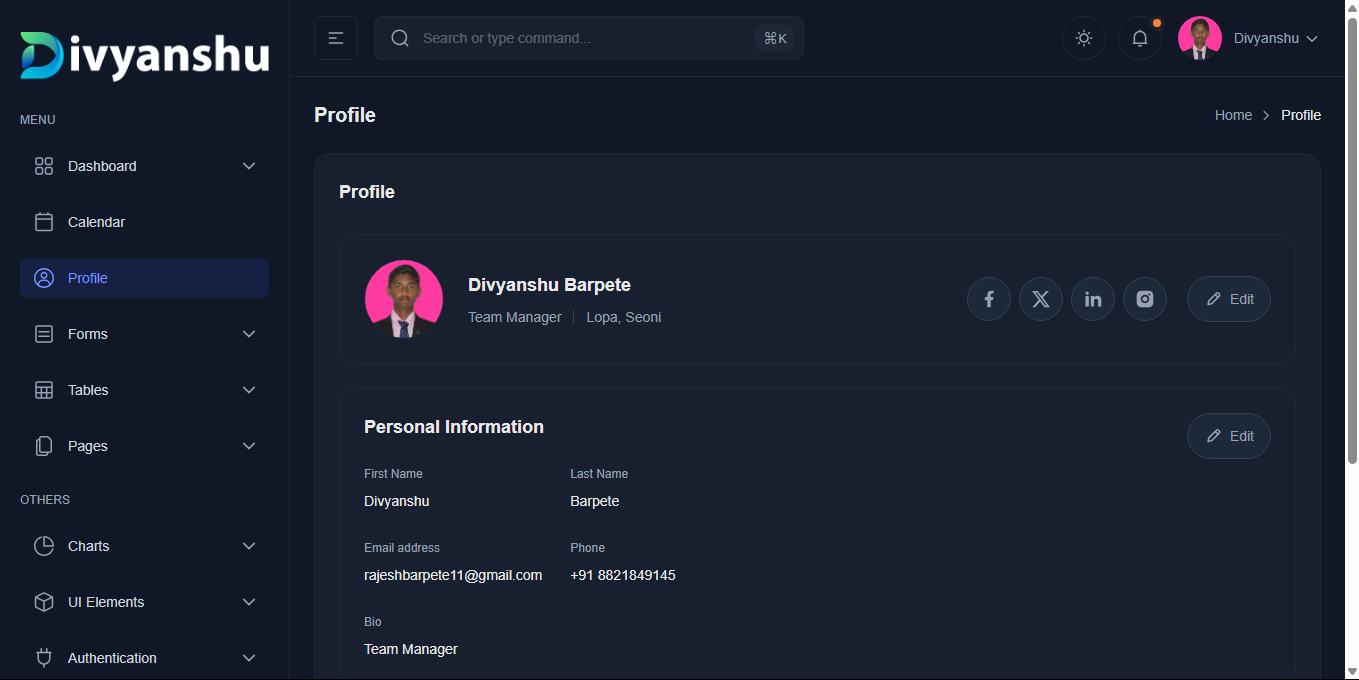 Divyanshu
Search or type command...
⌘K
Divyanshu
MENU
Dashboard
Calendar
Profile
Forms
Tables
Pages
OTHERS
Charts
UI Elements
Authentication
Profile
Home > Profile
Profile
Divyanshu Barpete
Team Manager | Lopa, Seoni
Edit
Personal Information
Edit
First Name
Last Name
Divyanshu
Barpete
Email address
Phone
rajeshbarpete11@gmail.com
+91 8821849145
Bio
Team Manager